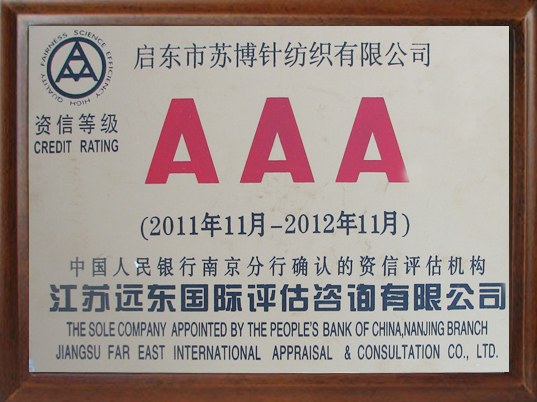 FAIRNESS SCIENCE EFFICIENCY HIGH QUALITY
启东市苏博针纺织有限公司
资信等级
CREDIT RATING
AAA
(2011年11月-2012年11月)
中国人民银行南京分行确认的资信评估机构
江苏远东国际评估咨询有限公司
THE SOLE COMPANY APPOINTED BY THE PEOPLE'S BANK OF CHINA,NANJING BRANCH
JIANGSU FAR EAST INTERNATIONAL APPRAISAL & CONSULTATION CO., LTD.